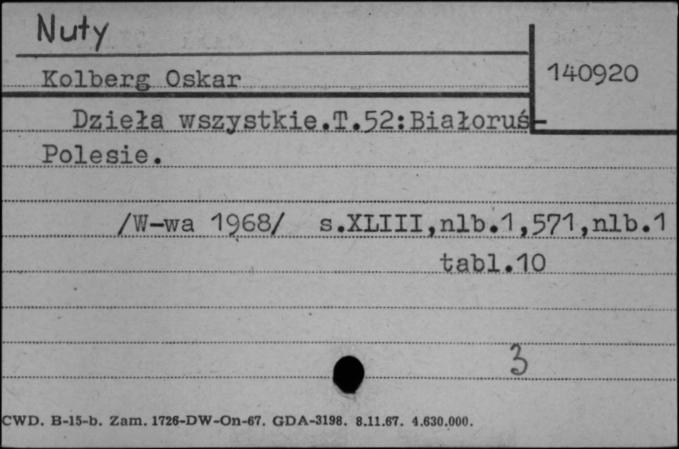 Nuty
Kolberg Oskar
140920
Dzieła wszystkie.T.52:Białoruś-
Polesie.
/W-wa 1968/ s.XLIII,nlb.1,571,nlb.1
tabl.10
3
CWD. B-15-b. Zam. 1726-DW-On-67. GDA-3198. 8.11.67. 4.630.000.